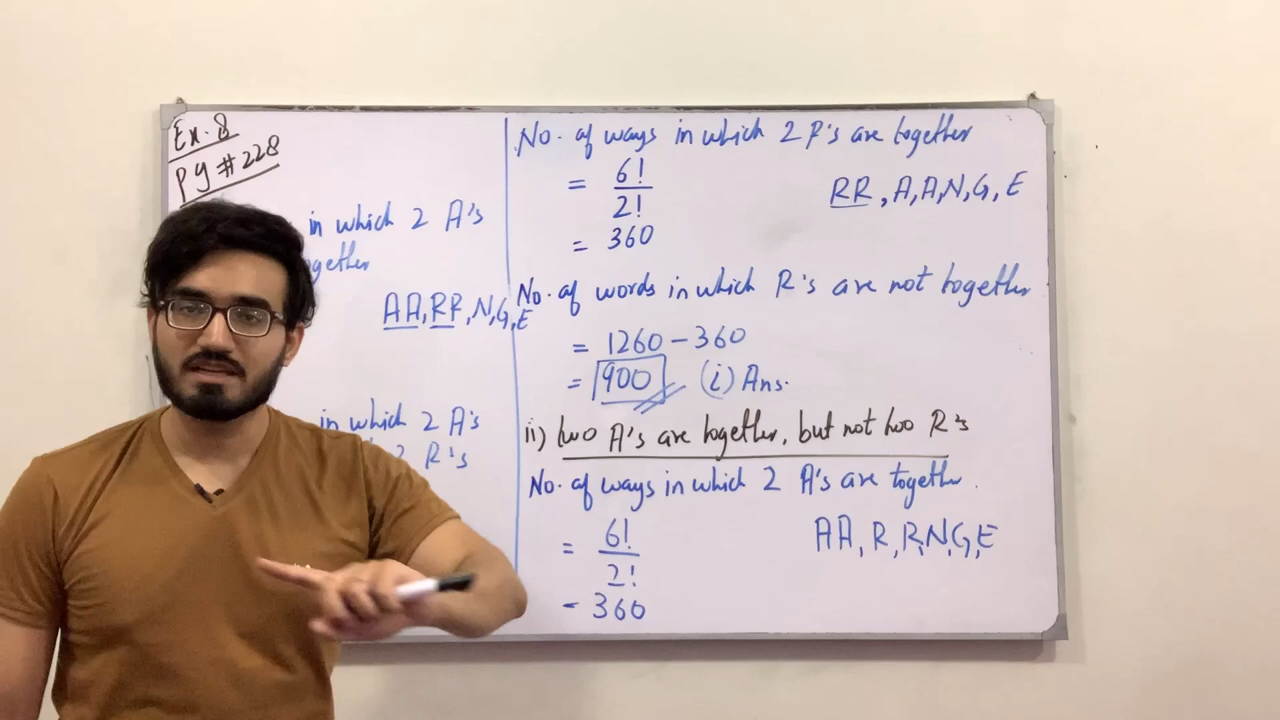 Ex. 8
Pg # 228
in which 2 A's
gether
AA, RR, N, G, E
in which 2 A's
2 R's
No. of ways in which 2 R's are together
= 6!
2!
RR, A, A, N, G, E
= 360
No. of words in which R's are not together
= 1260 - 360
= 900 (i) Ans.
ii) two A's are together, but not two R's
No. of ways in which 2 A's are together.
= 6!
2!
AA, R, R, N, G, E
= 360